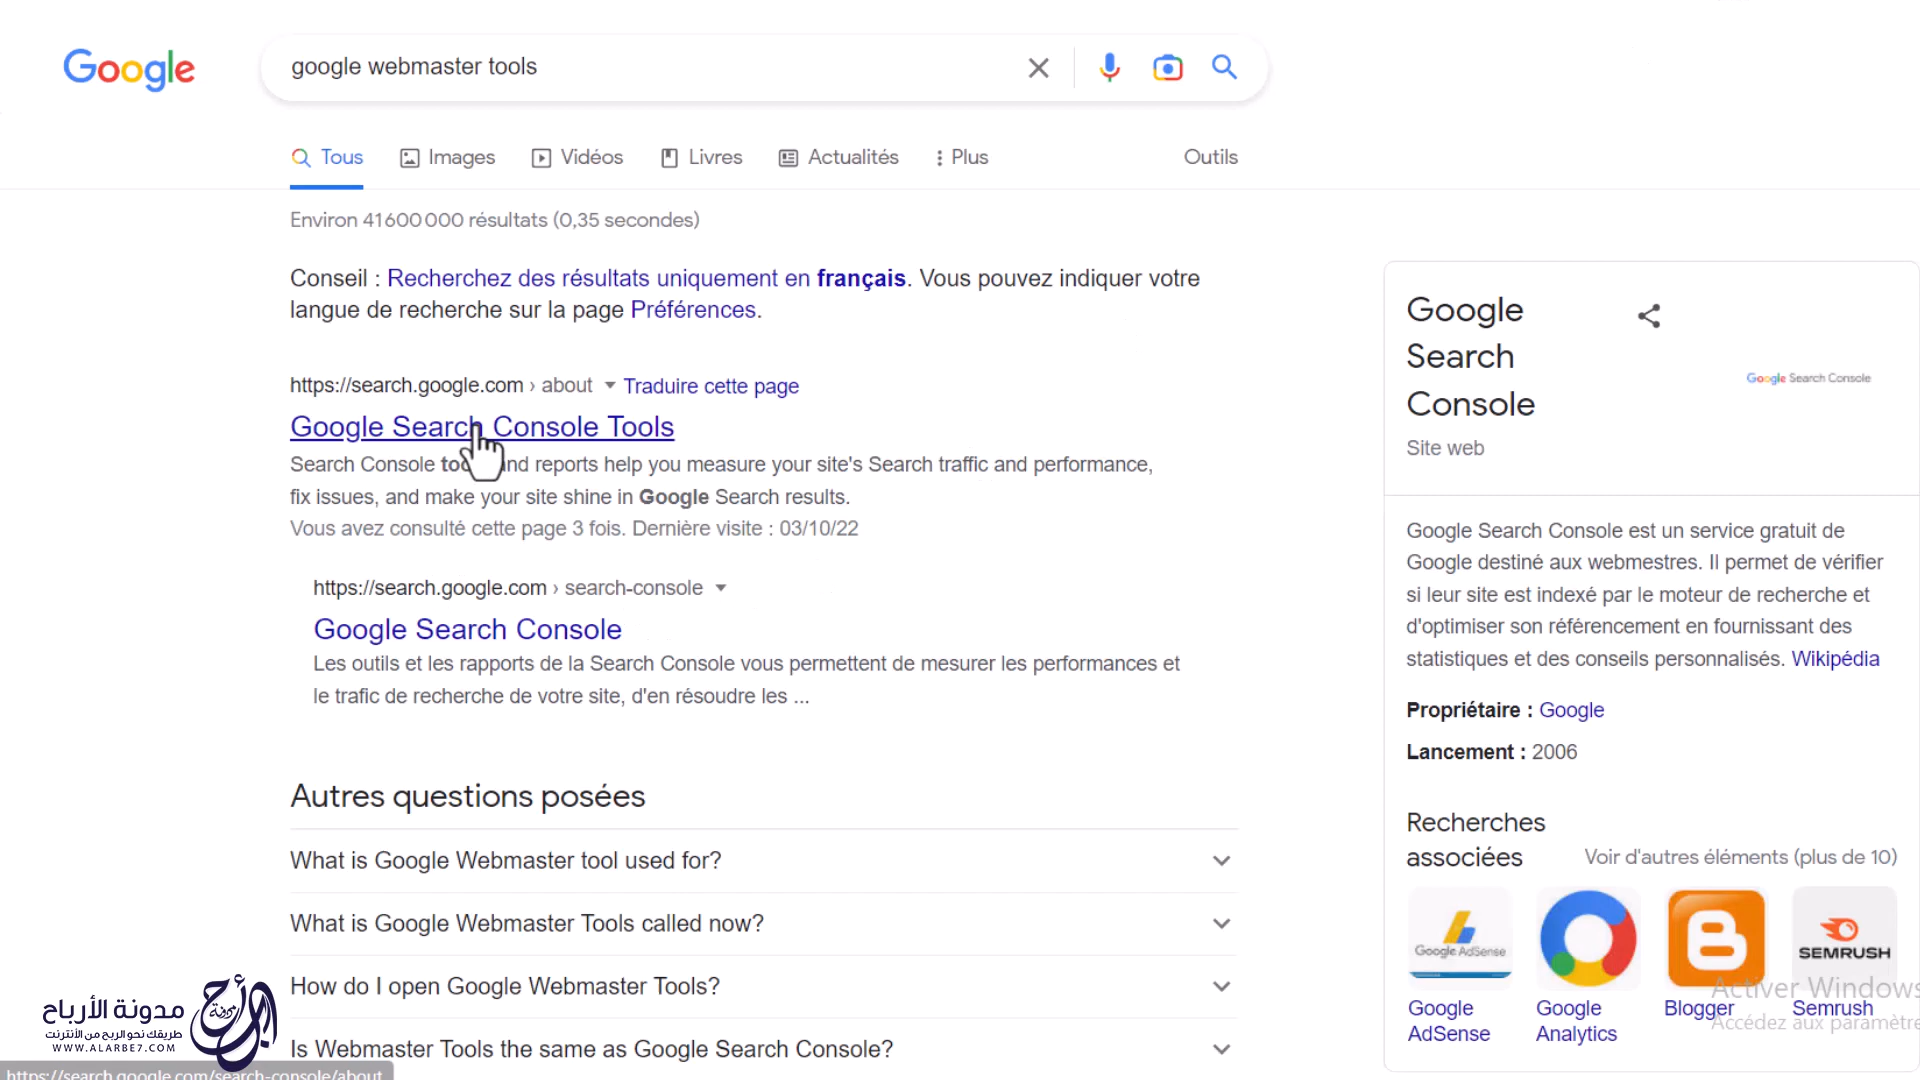 Google
google webmaster tools
Tous
Images
Vidéos
Livres
Actualités
Plus
Outils
Environ 41 600 000 résultats (0,35 secondes)
Conseil : Recherchez des résultats uniquement en français. Vous pouvez indiquer votre
langue de recherche sur la page Préférences.
https://search.google.com › about
Traduire cette page
Google Search Console Tools
Search Console and reports help you measure your site's Search traffic and performance,
fix issues, and make your site shine in Google Search results.
Vous avez consulté cette page 3 fois. Dernière visite : 03/10/22
https://search.google.com › search-console
Google Search Console
Les outils et les rapports de la Search Console vous permettent de mesurer les performances et
le trafic de recherche de votre site, d'en résoudre les ...
Autres questions posées
What is Google Webmaster tool used for?
What is Google Webmaster Tools called now?
How do I open Google Webmaster Tools?
Is Webmaster Tools the same as Google Search Console?
Google
Search
Console
Site web
Google Search Console
Google Search Console est un service gratuit de
Google destiné aux webmestres. Il permet de vérifier
si leur site est indexé par le moteur de recherche et
d'optimiser son référencement en fournissant des
statistiques et des conseils personnalisés. Wikipédia
Propriétaire : Google
Lancement : 2006
Recherches
associées
Voir d'autres éléments (plus de 10)
Google AdSense
SEMRUSH
Google
AdSense
Google
Analytics
Blogger
Semrush
Activer Windows
Accédez aux paramètre
مدونة الأرباح
طريقك نحو الربح من الأنترنت
WWW.ALARBE7.COM
https://search.google.com/search-console/about